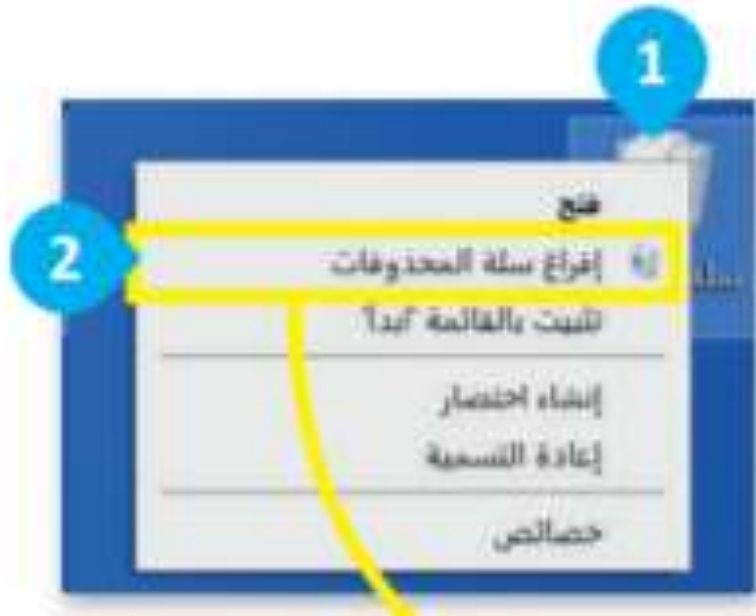 1
فتح
2
إفراغ سلة المحذوفات
تثبيت بالقائمة "ابدأ"
إنشاء اختصار
إعادة التسمية
خصائص